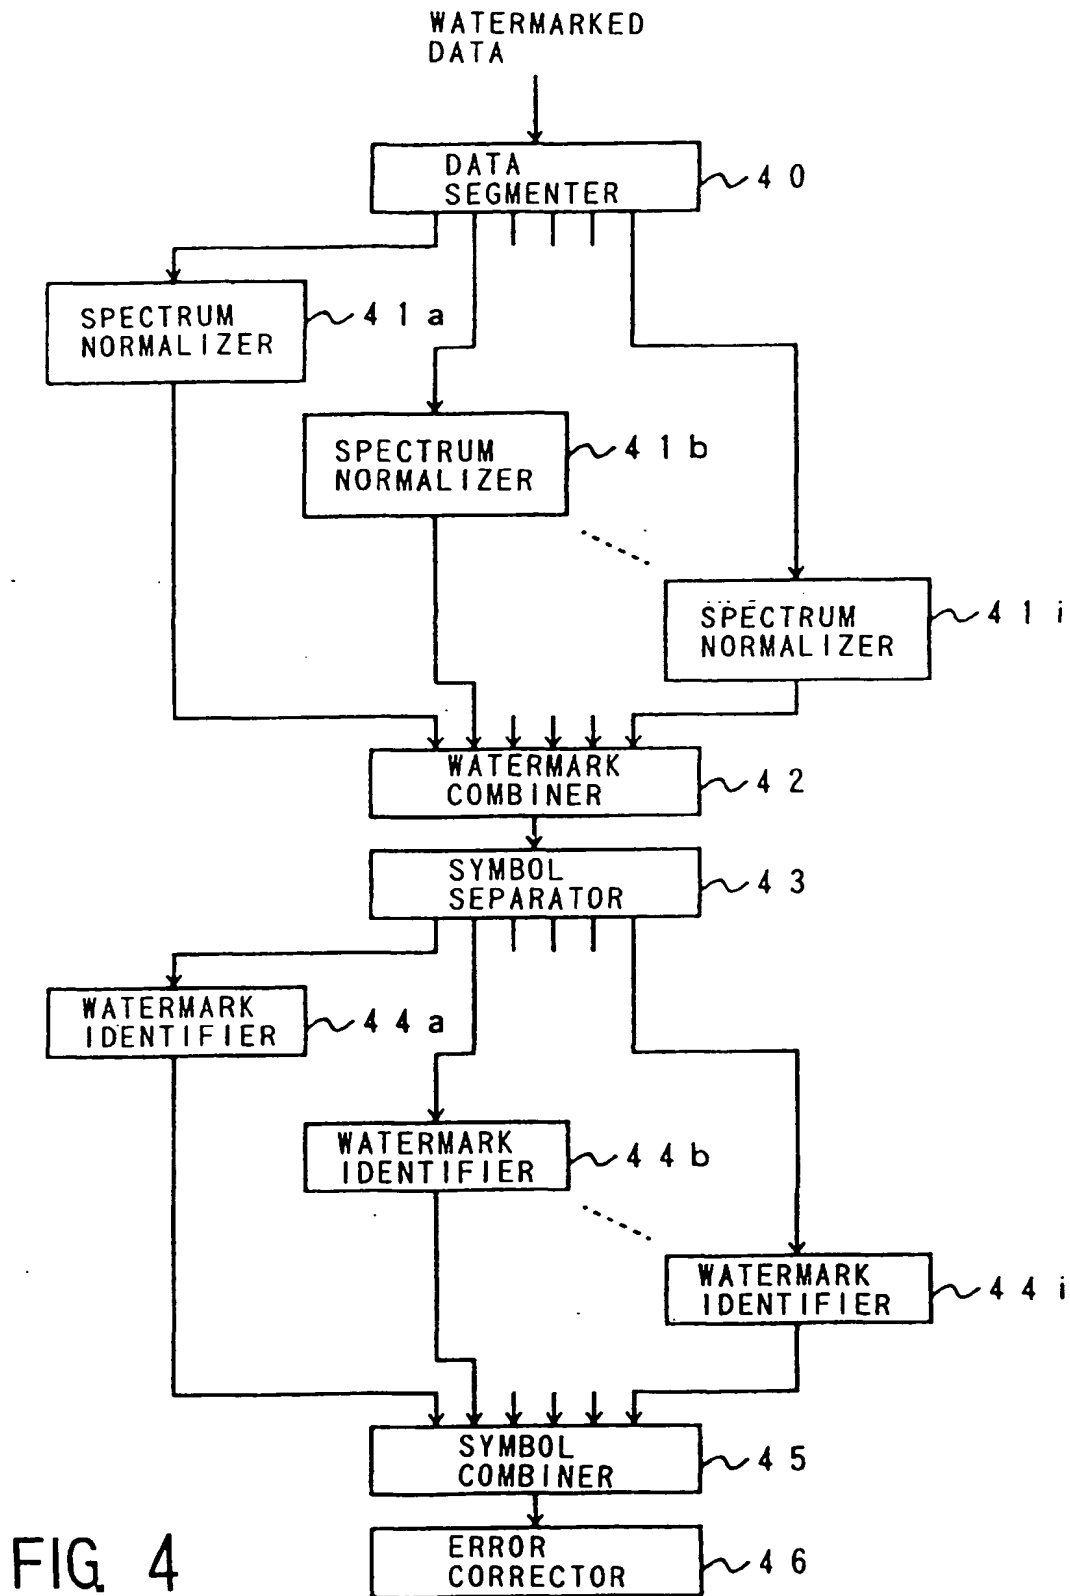 WATERMARKED
DATA
DATA
SEGMENTER
40
SPECTRUM
NORMALIZER
41a
SPECTRUM
NORMALIZER
41b
SPECTRUM
NORMALIZER
41i
WATERMARK
COMBINER
42
SYMBOL
SEPARATOR
43
WATERMARK
IDENTIFIER
44a
WATERMARK
IDENTIFIER
44b
WATERMARK
IDENTIFIER
44i
SYMBOL
COMBINER
45
ERROR
CORRECTOR
46
FIG. 4